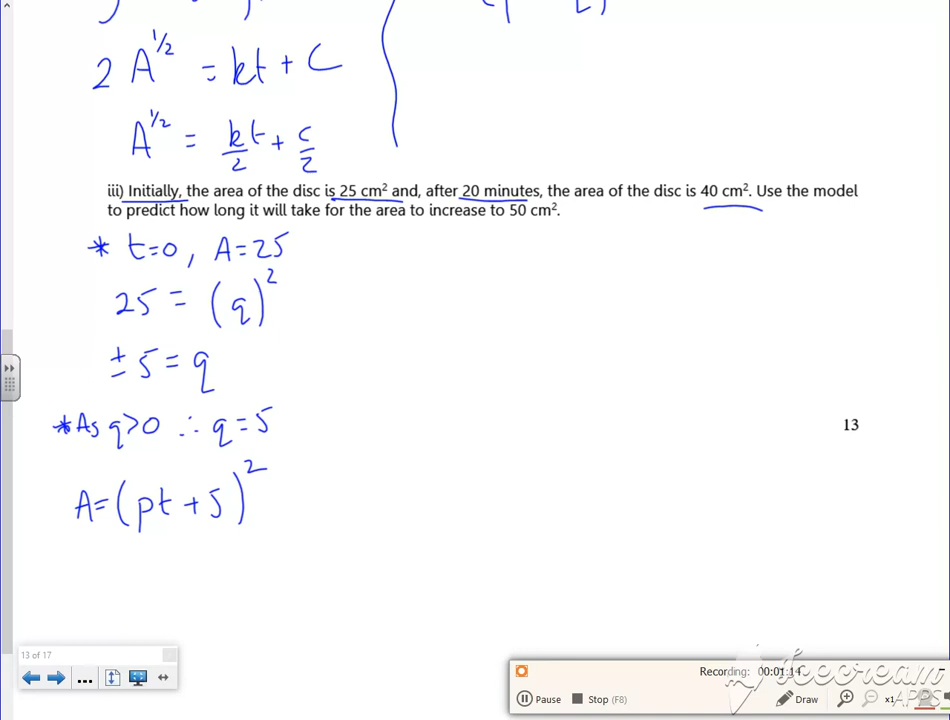 2 A^1/2 = kt + C
A^1/2 = kt/2 + c/2
iii) Initially, the area of the disc is 25 cm² and, after 20 minutes, the area of the disc is 40 cm². Use the model
to predict how long it will take for the area to increase to 50 cm².
* t=0, A=25
25 = (q)²
± 5 = q
*As q>0 ∴ q=5
13
A=(pt+5)²
13 of 17
...
Recording: 00:01:14
Icecream
APPS
Pause
Stop (F8)
Draw
x1